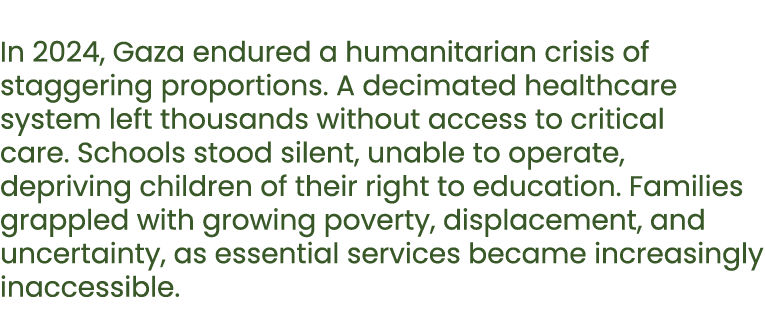 In 2024, Gaza endured a humanitarian crisis of
staggering proportions. A decimated healthcare
system left thousands without access to critical
care. Schools stood silent, unable to operate,
depriving children of their right to education. Families
grappled with growing poverty, displacement, and
uncertainty, as essential services became increasingly
inaccessible.